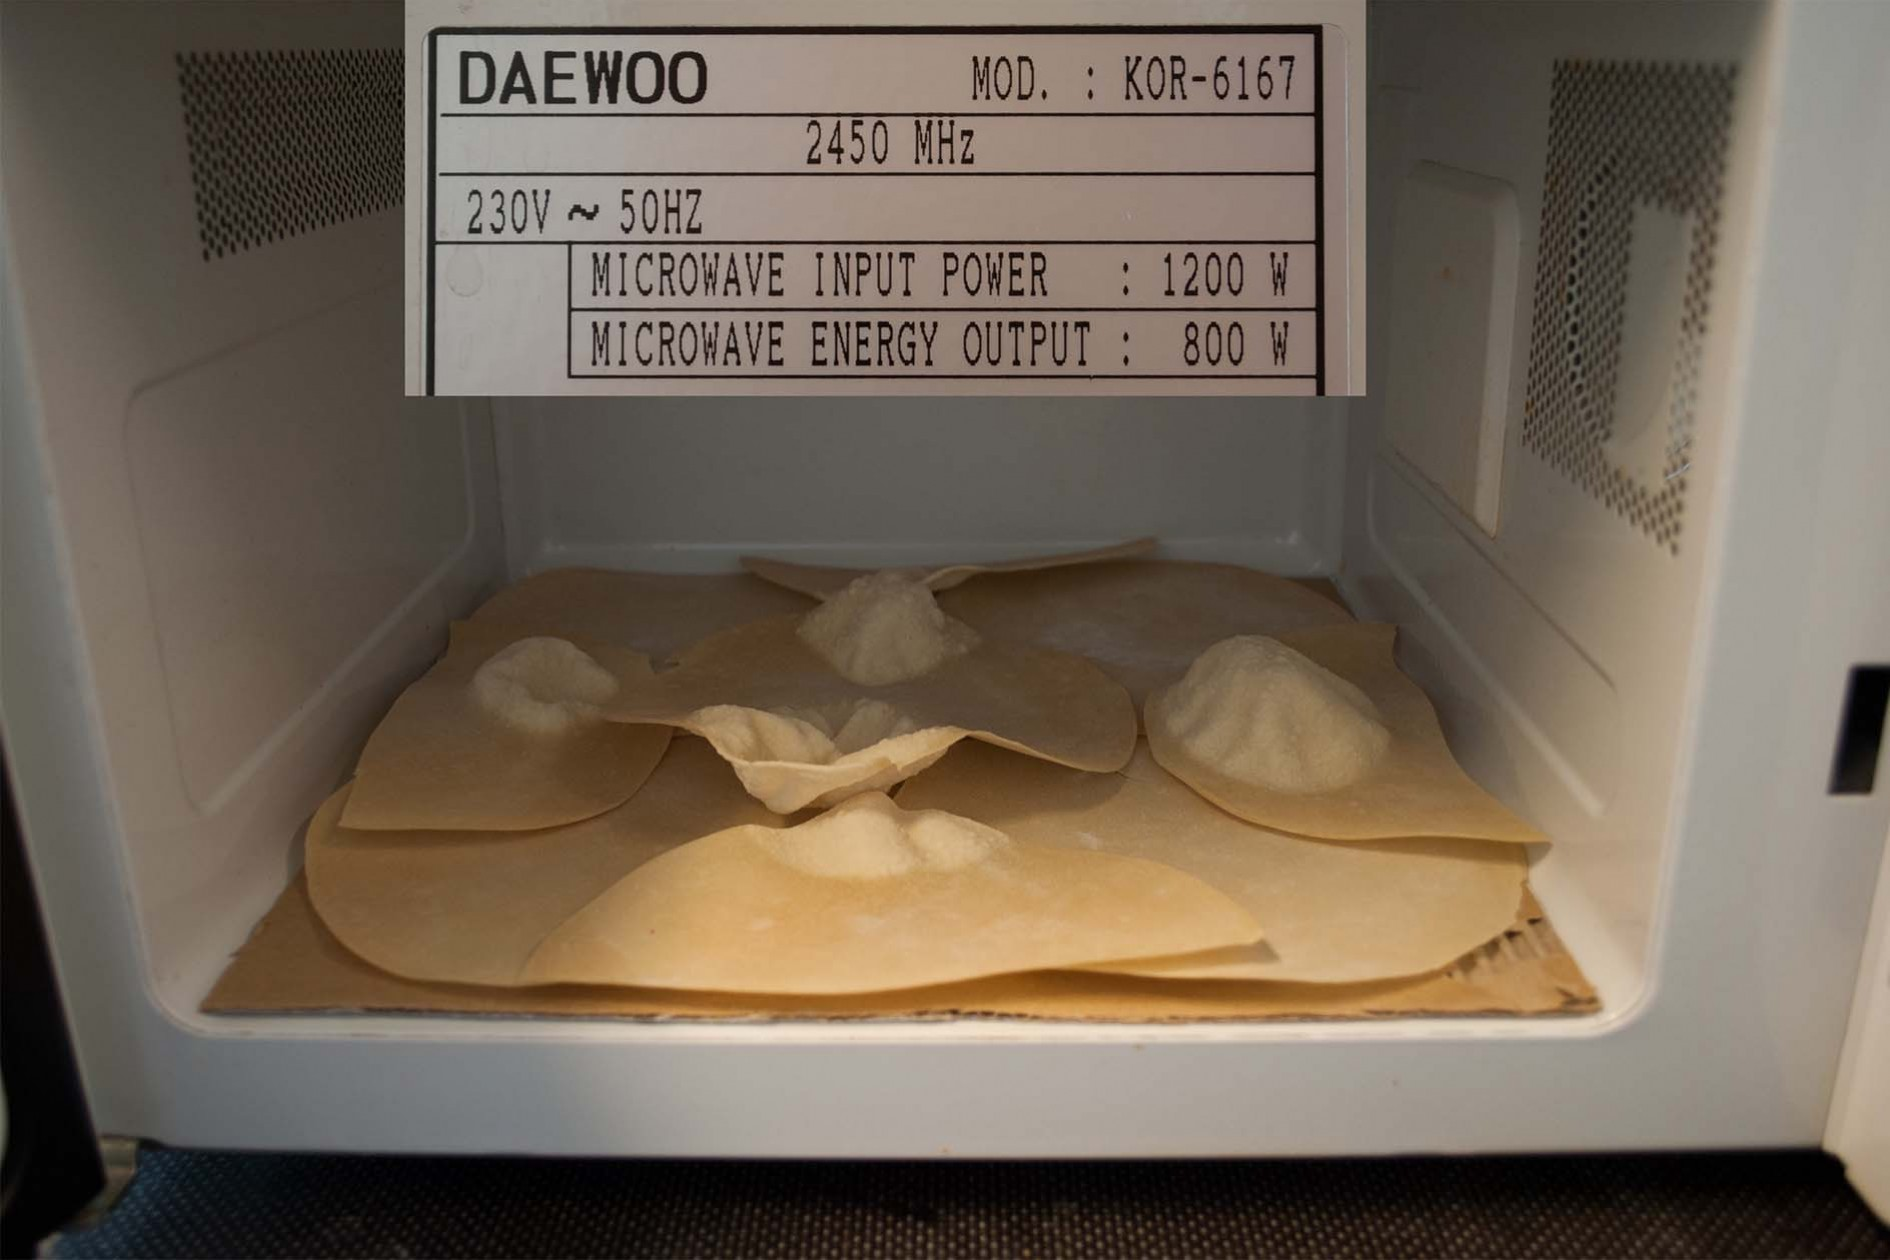 DAEWOO MOD. : KOR-6167
2450 MHz
230V ~ 50HZ
MICROWAVE INPUT POWER : 1200 W
MICROWAVE ENERGY OUTPUT : 800 W